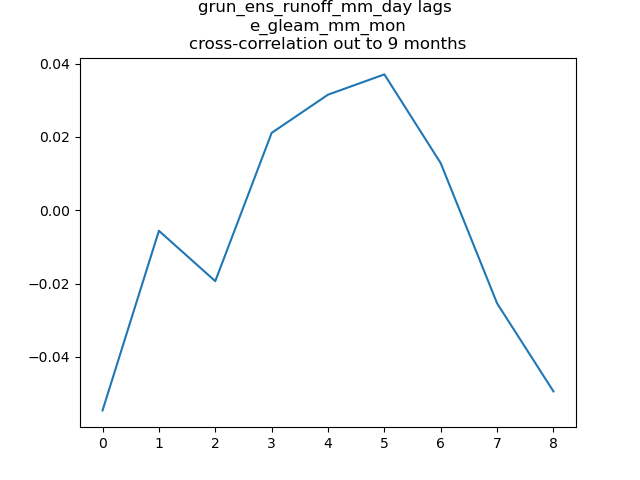 grun_ens_runoff_mm_day lags
e_gleam_mm_mon
cross-correlation out to 9 months
0.04
0.02
0.00
−0.02
−0.04
0 1 2 3 4 5 6 7 8